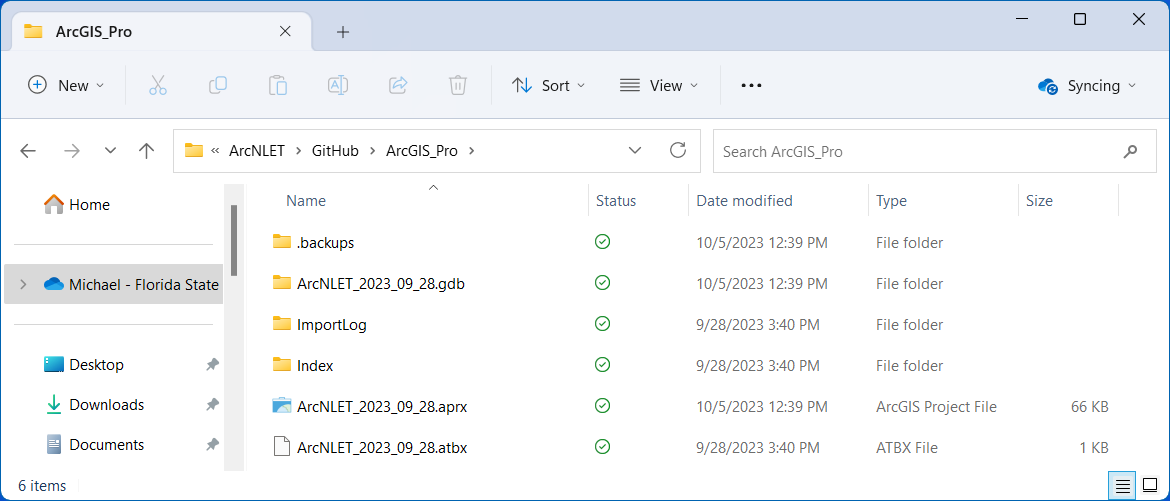 ArcGIS_Pro
New
Sort
View
Syncing
« ArcNLET > GitHub > ArcGIS_Pro >
Search ArcGIS_Pro
Home
Michael - Florida State
Desktop
Downloads
Documents
Name Status Date modified Type Size
.backups 10/5/2023 12:39 PM File folder
ArcNLET_2023_09_28.gdb 10/5/2023 12:39 PM File folder
ImportLog 9/28/2023 3:40 PM File folder
Index 9/28/2023 3:40 PM File folder
ArcNLET_2023_09_28.aprx 10/5/2023 12:39 PM ArcGIS Project File 66 KB
ArcNLET_2023_09_28.atbx 9/28/2023 3:40 PM ATBX File 1 KB
6 items